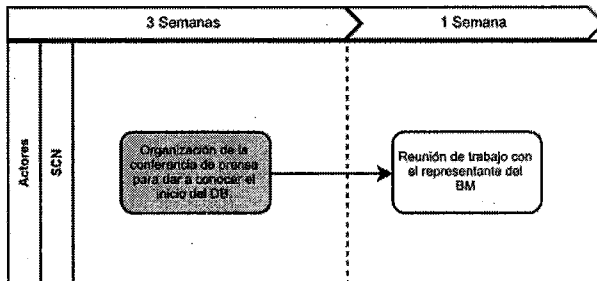 3 Semanas
1 Semana
Actores
SCN
Organización de la
conferencia de prensa
para dar a conocer el
inicio del DB.
Reunión de trabajo con
el representante del
BM